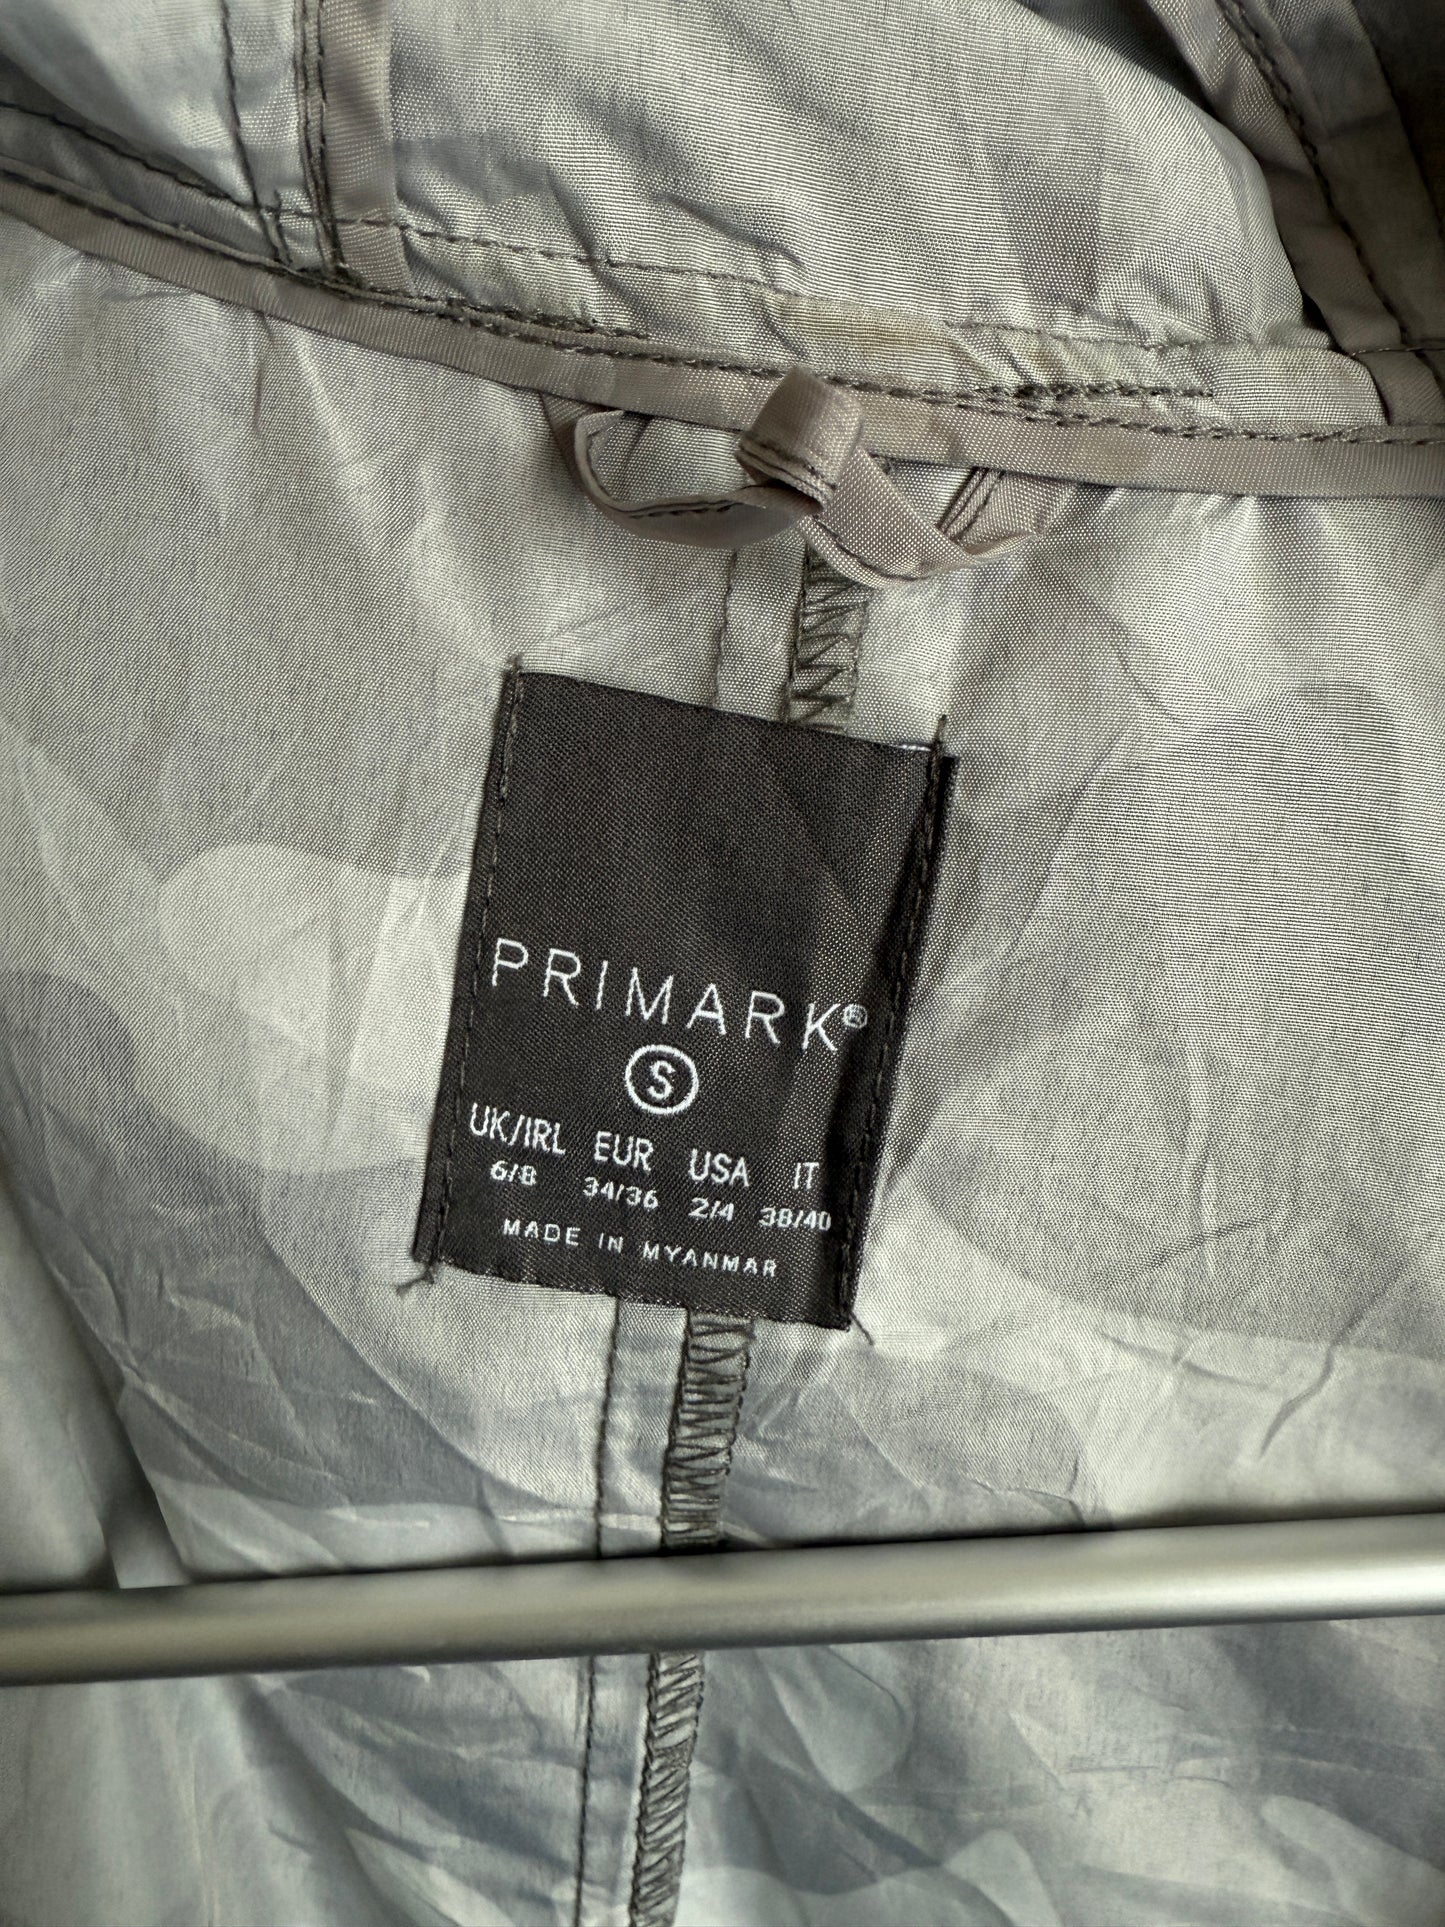 PRIMARK®
S
UK/IRL EUR USA IT
6/8 34/36 2/4 38/40
MADE IN MYANMAR